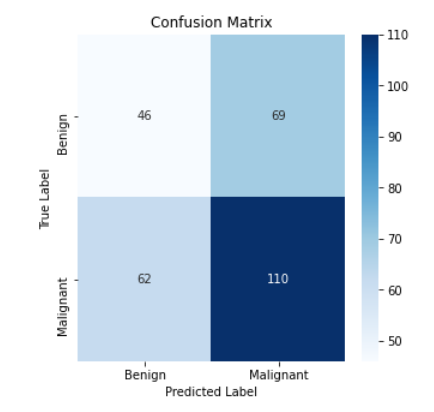 Confusion Matrix
110
100
90
80
70
60
50
True Label
Benign
Malignant
46
69
62
110
Benign
Malignant
Predicted Label